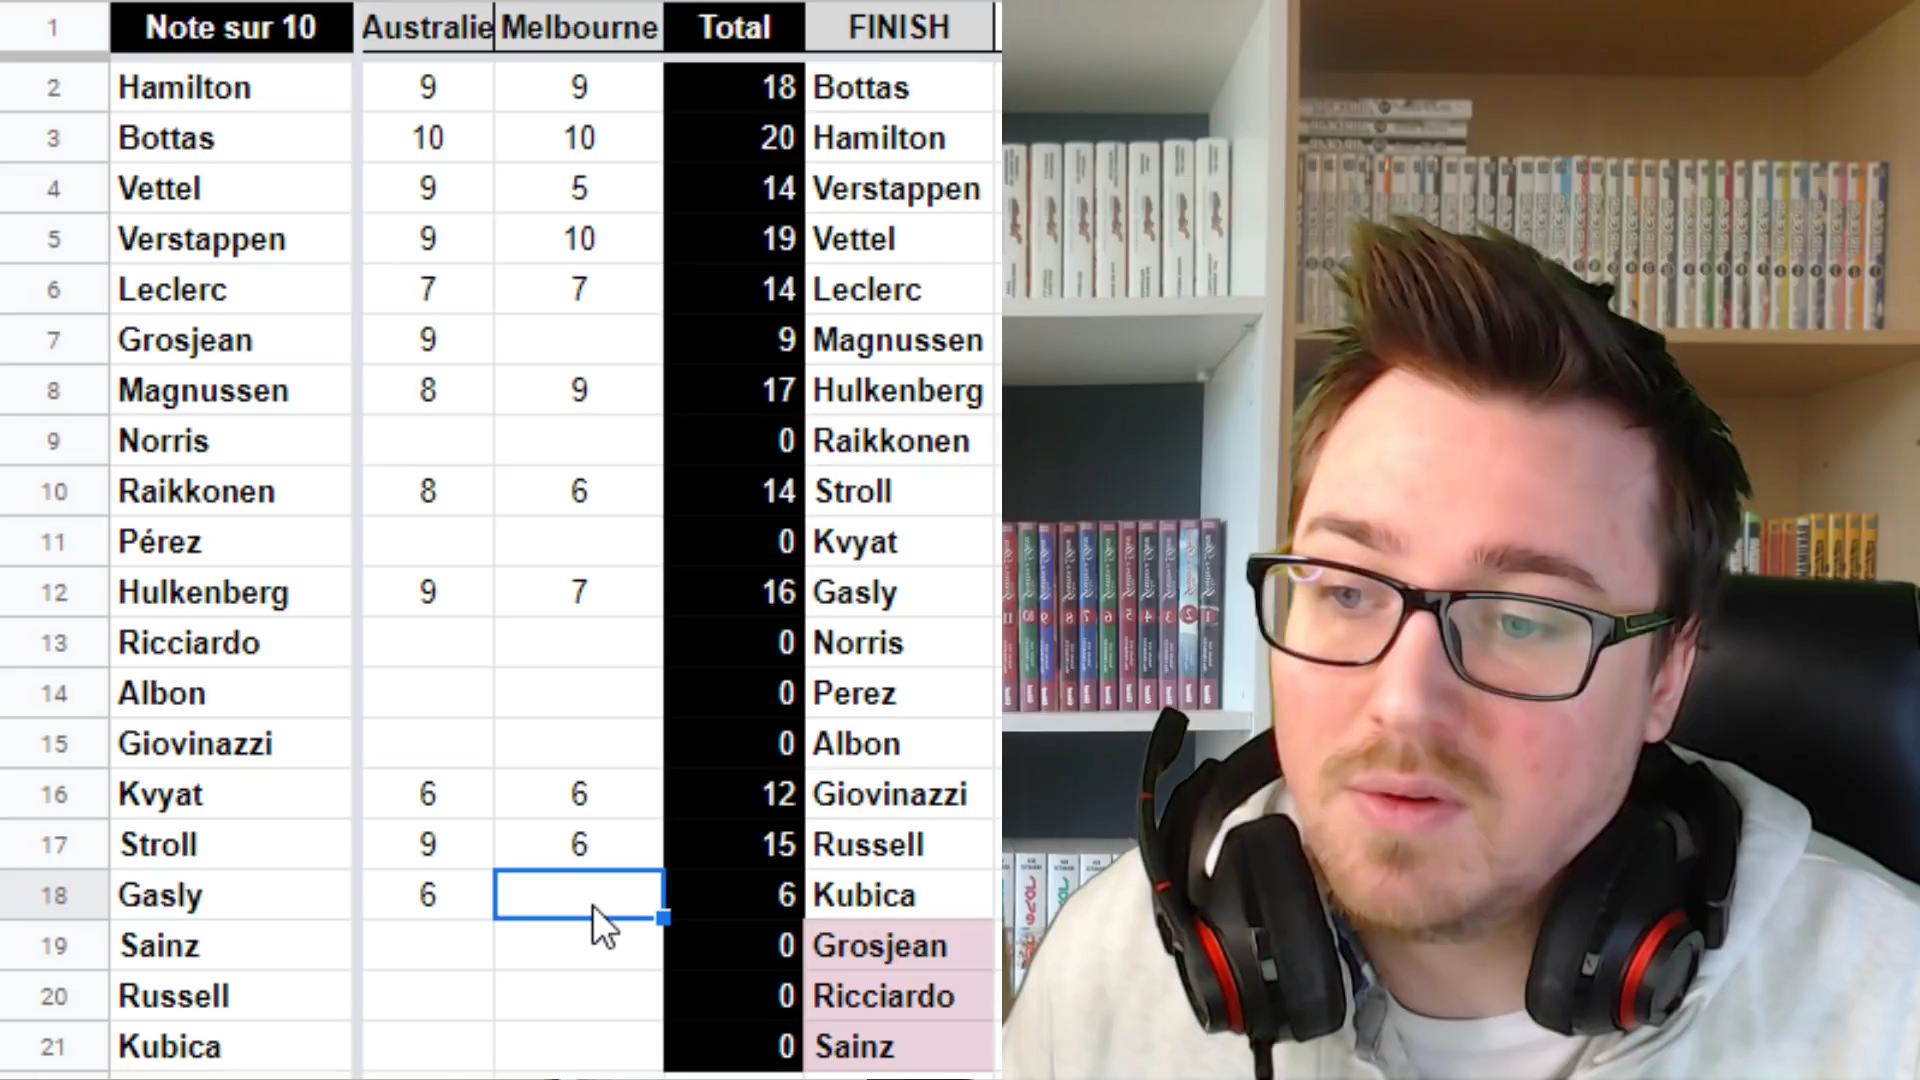 1 Note sur 10 Australie Melbourne Total FINISH
2 Hamilton 9 9 18 Bottas
3 Bottas 10 10 20 Hamilton
4 Vettel 9 5 14 Verstappen
5 Verstappen 9 10 19 Vettel
6 Leclerc 7 7 14 Leclerc
7 Grosjean 9 9 Magnussen
8 Magnussen 8 9 17 Hulkenberg
9 Norris 0 Raikkonen
10 Raikkonen 8 6 14 Stroll
11 Pérez 0 Kvyat
12 Hulkenberg 9 7 16 Gasly
13 Ricciardo 0 Norris
14 Albon 0 Perez
15 Giovinazzi 0 Albon
16 Kvyat 6 6 12 Giovinazzi
17 Stroll 9 6 15 Russell
18 Gasly 6 6 Kubica
19 Sainz 0 Grosjean
20 Russell 0 Ricciardo
21 Kubica 0 Sainz